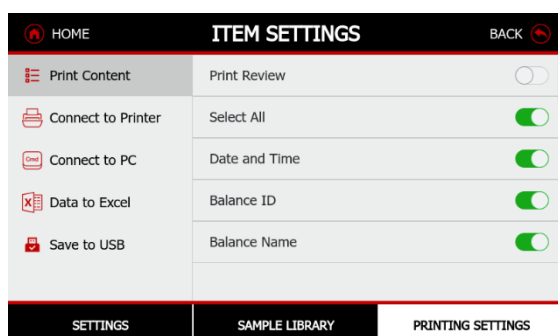 HOME
ITEM SETTINGS
BACK
Print Content
Print Review
Connect to Printer
Select All
Cmd
Connect to PC
Date and Time
X
Data to Excel
Balance ID
Save to USB
Balance Name
SETTINGS
SAMPLE LIBRARY
PRINTING SETTINGS